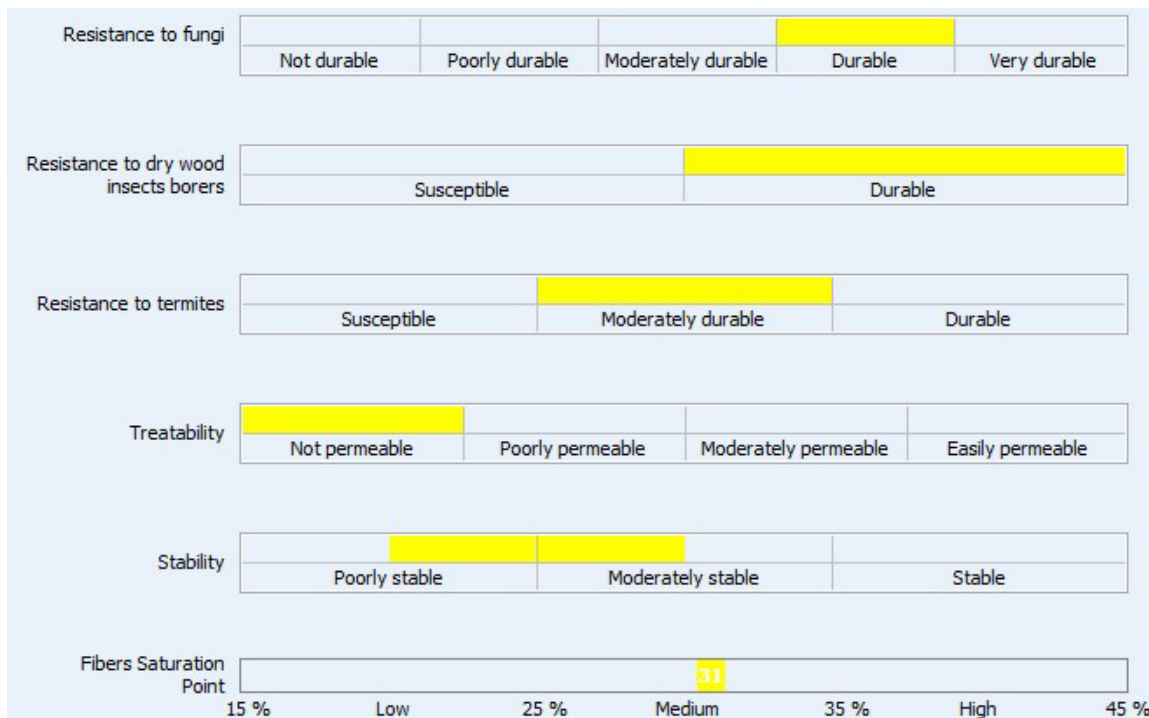 Resistance to fungi
Not durable Poorly durable Moderately durable Durable Very durable
Resistance to dry wood
insects borers
Susceptible Durable
Resistance to termites
Susceptible Moderately durable Durable
Treatability
Not permeable Poorly permeable Moderately permeable Easily permeable
Stability
Poorly stable Moderately stable Stable
Fibers Saturation
Point
31
15 % Low 25 % Medium 35 % High 45 %